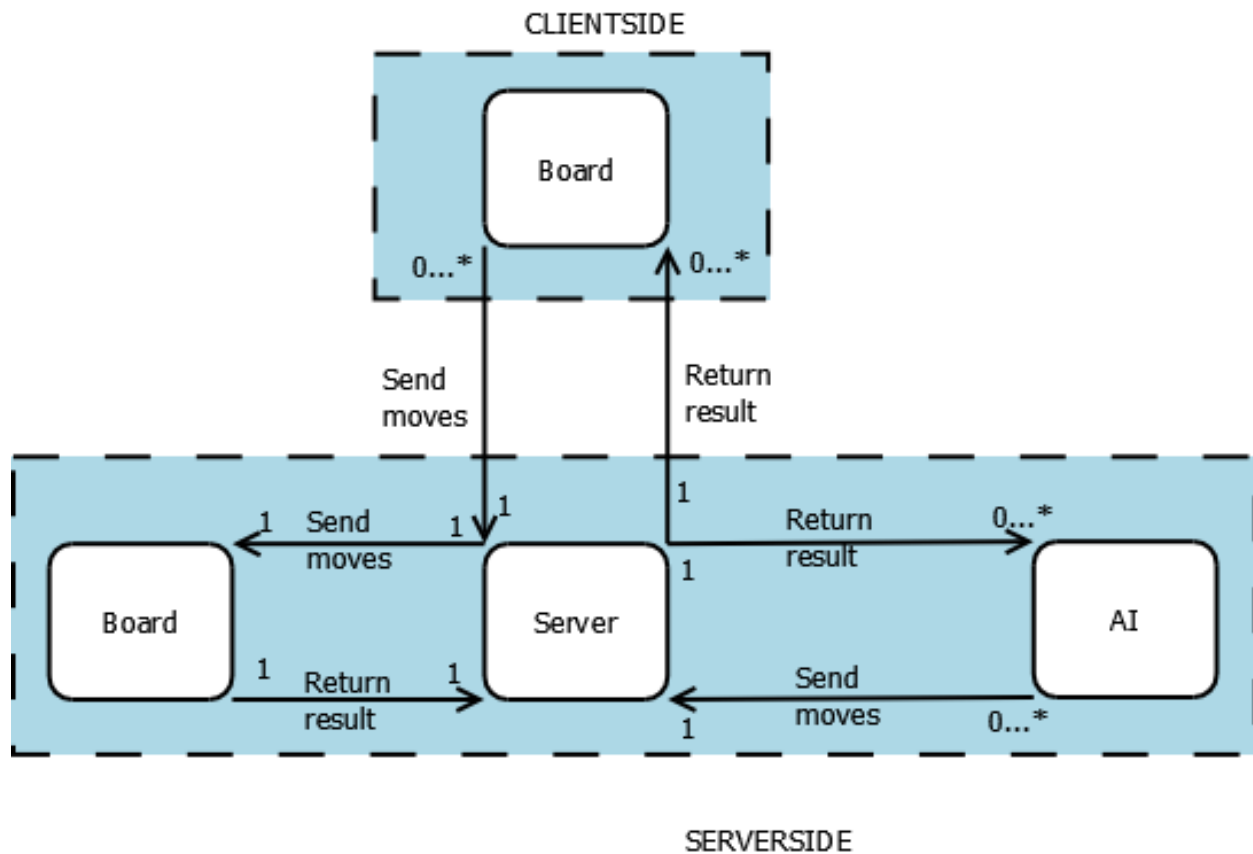 CLIENTSIDE
Board
0...*
0...*
Send
moves
Return
result
1
1
1
1
Send
moves
Return
result
0...*
1
Board
Server
AI
1
1
Return
result
Send
moves
1
0...*
SERVERSIDE